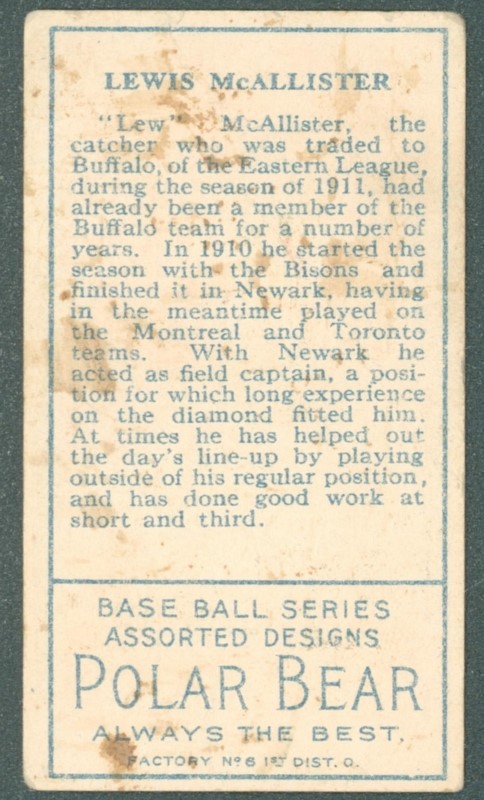 LEWIS McALLISTER
"Lew" McAllister, the
catcher who was traded to
Buffalo, of the Eastern League,
during the season of 1911, had
already been a member of the
Buffalo team for a number of
years. In 1910 he started the
season with the Bisons and
finished it in Newark, having
in the meantime played on
the Montreal and Toronto
teams. With Newark he
acted as field captain, a posi-
tion for which long experience
on the diamond fitted him.
At times he has helped out
the day's line-up by playing
outside of his regular position,
and has done good work at
short and third.
BASE BALL SERIES
ASSORTED DESIGNS
POLAR BEAR
ALWAYS THE BEST.
FACTORY Nº 6 1ST DIST. O.